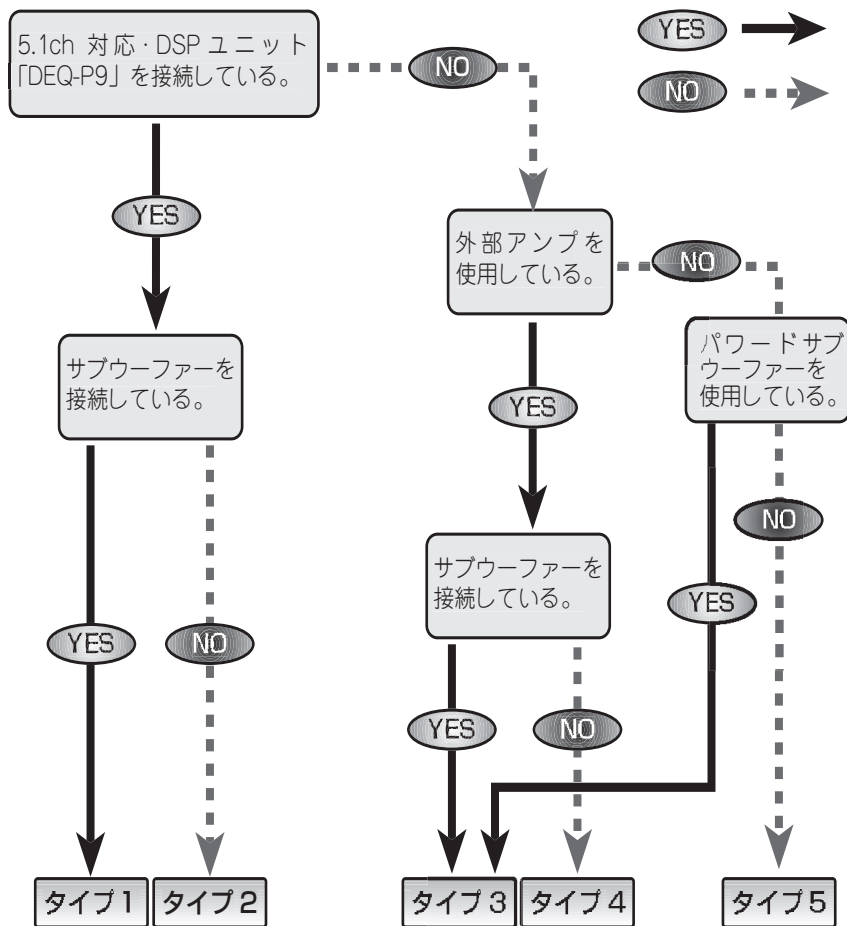 5.1ch 対応・DSP ユニット
「DEQ-P9」を接続している。
NO
YES
NO
YES
外部アンプを
使用している。
NO
サブウーファーを
接続している。
YES
パワードサブ
ウーファーを
使用している。
NO
サブウーファーを
接続している。
YES
YES
NO
YES
NO
タイプ1
タイプ2
タイプ3
タイプ4
タイプ5